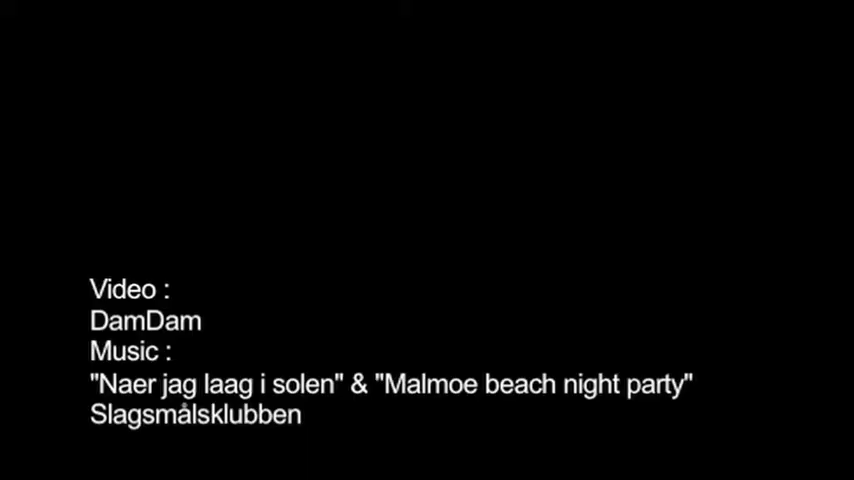 Video :
DamDam
Music :
"Naer jag laag i solen" & "Malmoe beach night party"
Slagsmålsklubben